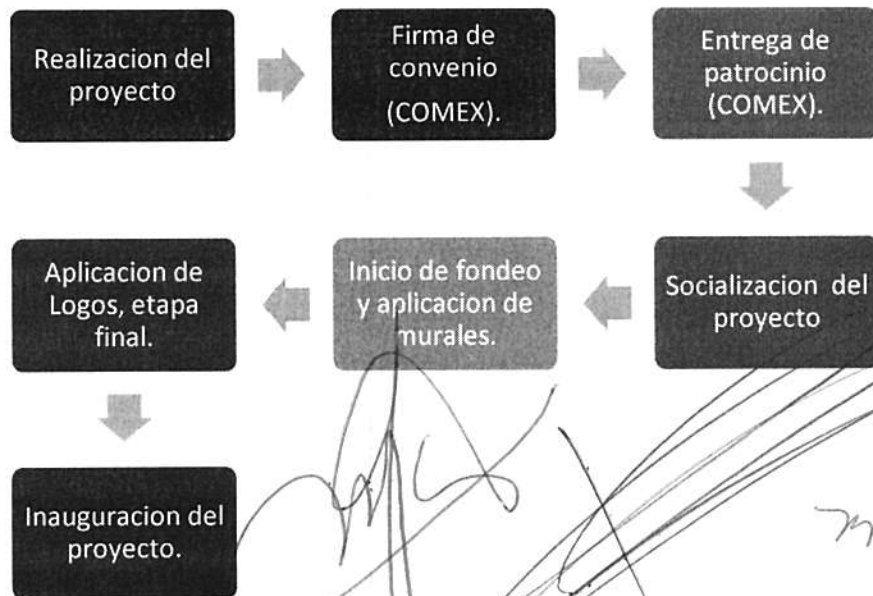 Realizacion del
proyecto
Firma de
convenio
(COMEX).
Entrega de
patrocinio
(COMEX).
Socializacion del
proyecto
Inicio de fondeo
y aplicacion de
murales.
Aplicacion de
Logos, etapa
final.
Inauguracion del
proyecto.